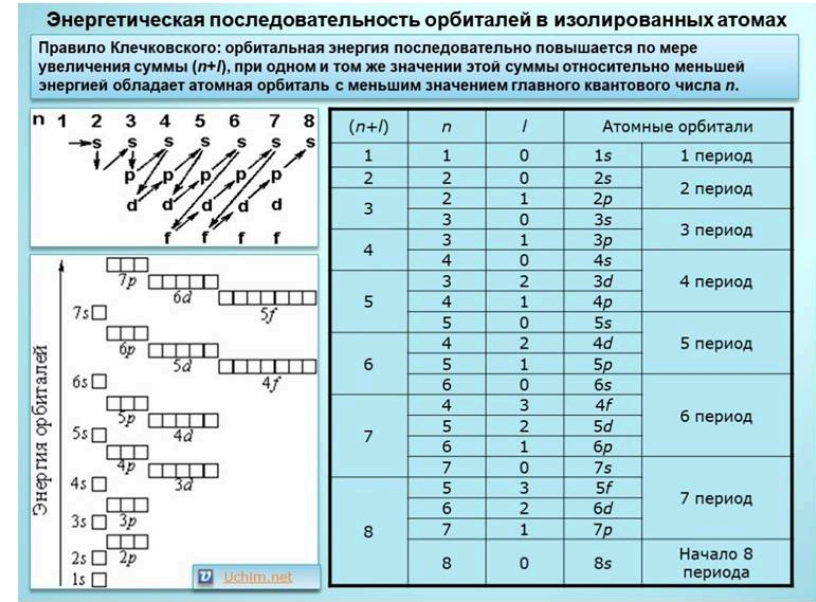 Энергетическая последовательность орбиталей в изолированных атомах
Правило Клечковского: орбитальная энергия последовательно повышается по мере
увеличения суммы (n+l), при одном и том же значении этой суммы относительно меньшей
энергией обладает атомная орбиталь с меньшим значением главного квантового числа n.
n 1 2 3 4 5 6 7 8
s s s s s s s
p p p p p
d d d d
f f f f
7p
6d
5f
7s
6p
5d
4f
6s
5p
4d
5s
4p
3d
4s
3p
3s
2p
2s
1s
Энергия орбиталей
Uchim.net
(n+l) n l Атомные орбитали
1 1 0 1s 1 период
2 2 0 2s 2 период
3 2 1 2p
3 0 3s 3 период
4 3 1 3p
4 0 4s 4 период
5 3 2 3d
4 1 4p
5 0 5s 5 период
6 4 2 4d
5 1 5p
6 0 6s 6 период
7 4 3 4f
5 2 5d
6 1 6p
7 0 7s 7 период
8 5 3 5f
6 2 6d
7 1 7p
8 0 8s Начало 8
периода